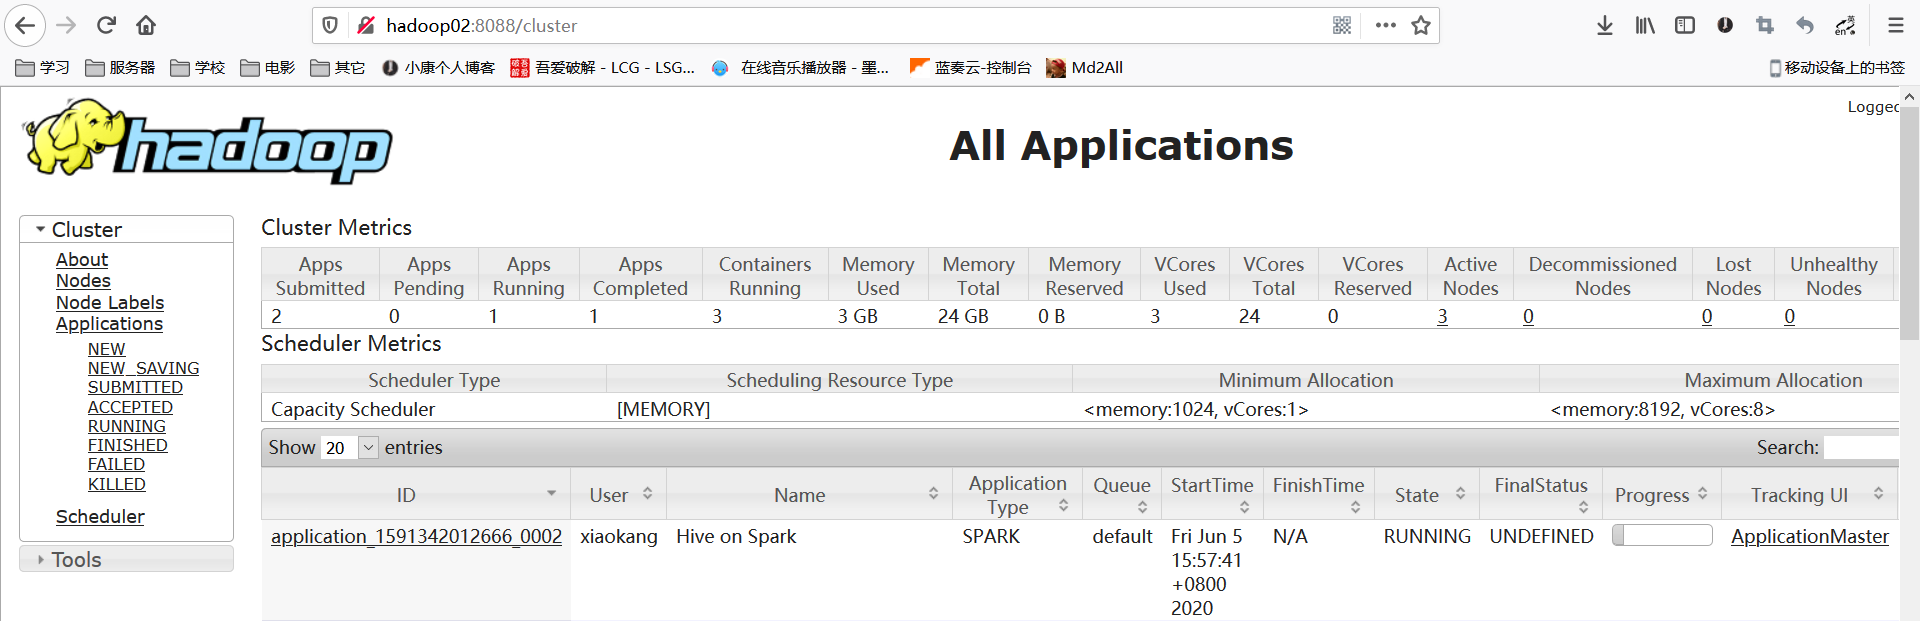 hadoop02:8088/cluster
英
en
学习 服务器 学校 电影 其它 小康个人博客 吾爱破解 吾爱破解 - LCG - LSG... 在线音乐播放器 - 墨... 蓝奏云-控制台 Md2All 移动设备上的书签
Logged
hadoop
All Applications
Cluster
About
Nodes
Node Labels
Applications
NEW
NEW_SAVING
SUBMITTED
ACCEPTED
RUNNING
FINISHED
FAILED
KILLED
Scheduler
Tools
Cluster Metrics
Apps Submitted Apps Pending Apps Running Apps Completed Containers Running Memory Used Memory Total Memory Reserved VCores Used VCores Total VCores Reserved Active Nodes Decommissioned Nodes Lost Nodes Unhealthy Nodes
2 0 1 1 3 3 GB 24 GB 0 B 3 24 0 3 0 0 0
Scheduler Metrics
Scheduler Type Scheduling Resource Type Minimum Allocation Maximum Allocation
Capacity Scheduler [MEMORY] <memory:1024, vCores:1> <memory:8192, vCores:8>
Show 20 entries Search:
ID User Name Application Type Queue StartTime FinishTime State FinalStatus Progress Tracking UI
application_1591342012666_0002 xiaokang Hive on Spark SPARK default Fri Jun 5 N/A RUNNING UNDEFINED ApplicationMaster
15:57:41
+0800
2020